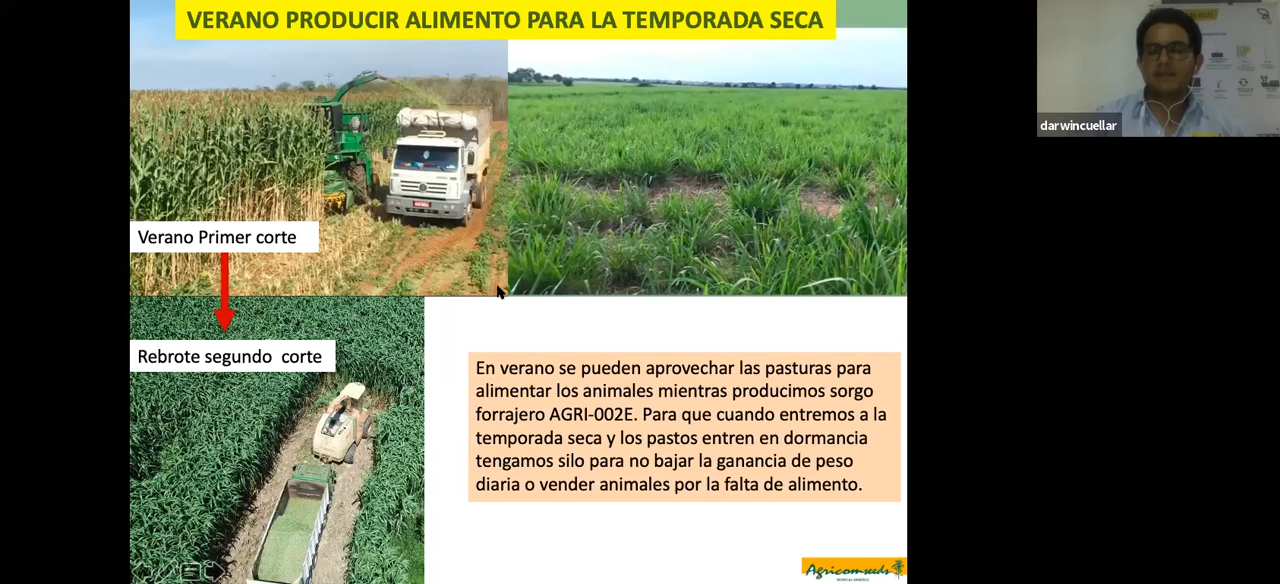 VERANO PRODUCIR ALIMENTO PARA LA TEMPORADA SECA
darwincuellar
Verano Primer corte
Rebrote segundo  corte
En verano se pueden aprovechar las pasturas para
alimentar los animales mientras producimos sorgo
forrajero AGRI-002E. Para que cuando entremos a la
temporada seca y los pastos entren en dormancia
tengamos silo para no bajar la ganancia de peso
diaria o vender animales por la falta de alimento.
Agricomseeds